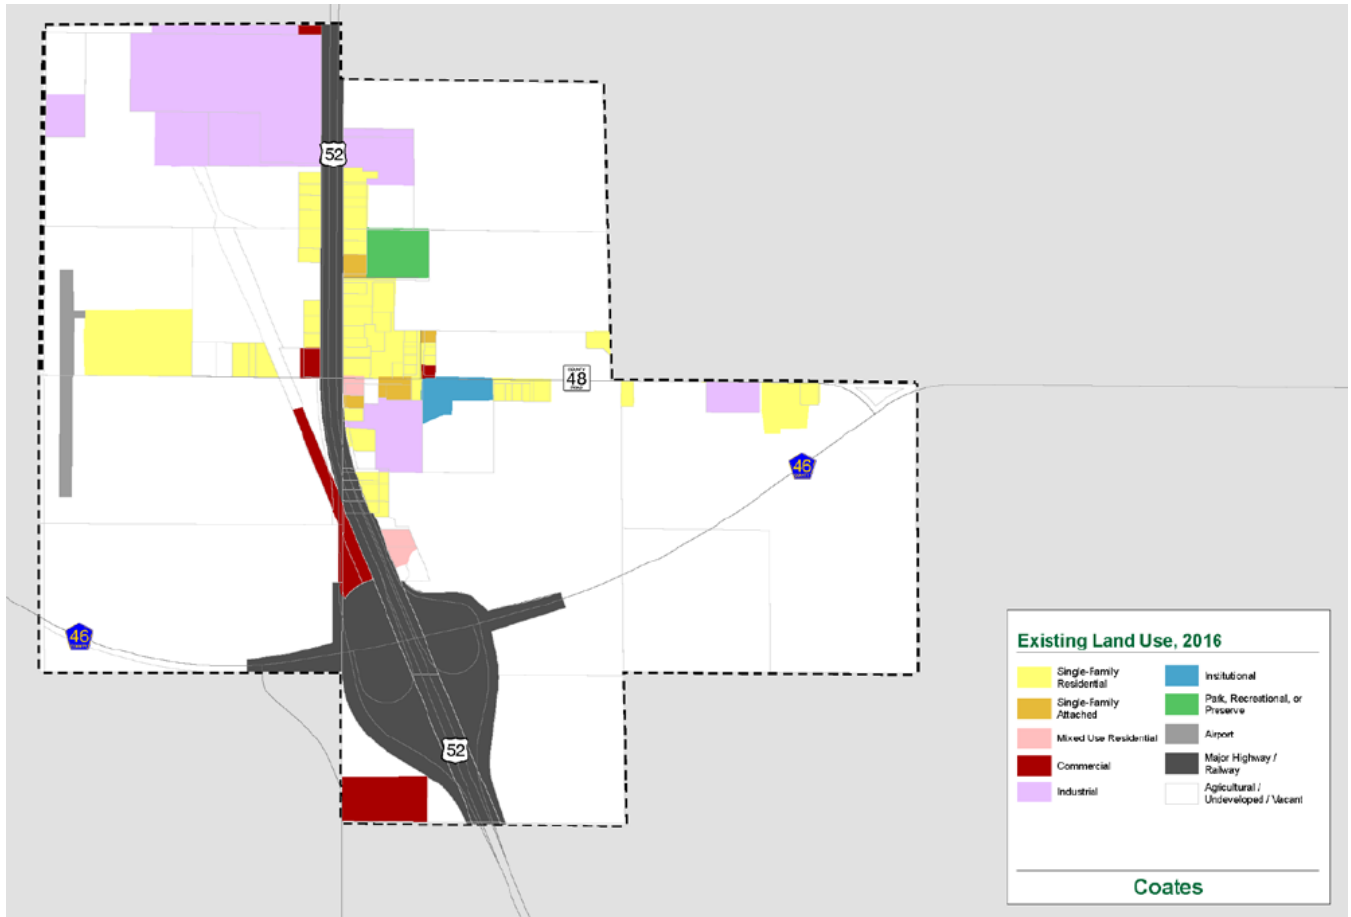 52
COUNTY
48
46
46
52
Existing Land Use, 2016
Single-Family
Residential
Single-Family
Attached
Mixed Use Residential
Commercial
Industrial
Institutional
Park, Recreational, or
Preserve
Airport
Major Highway /
Railway
Agricultural /
Undeveloped / Vacant
Coates